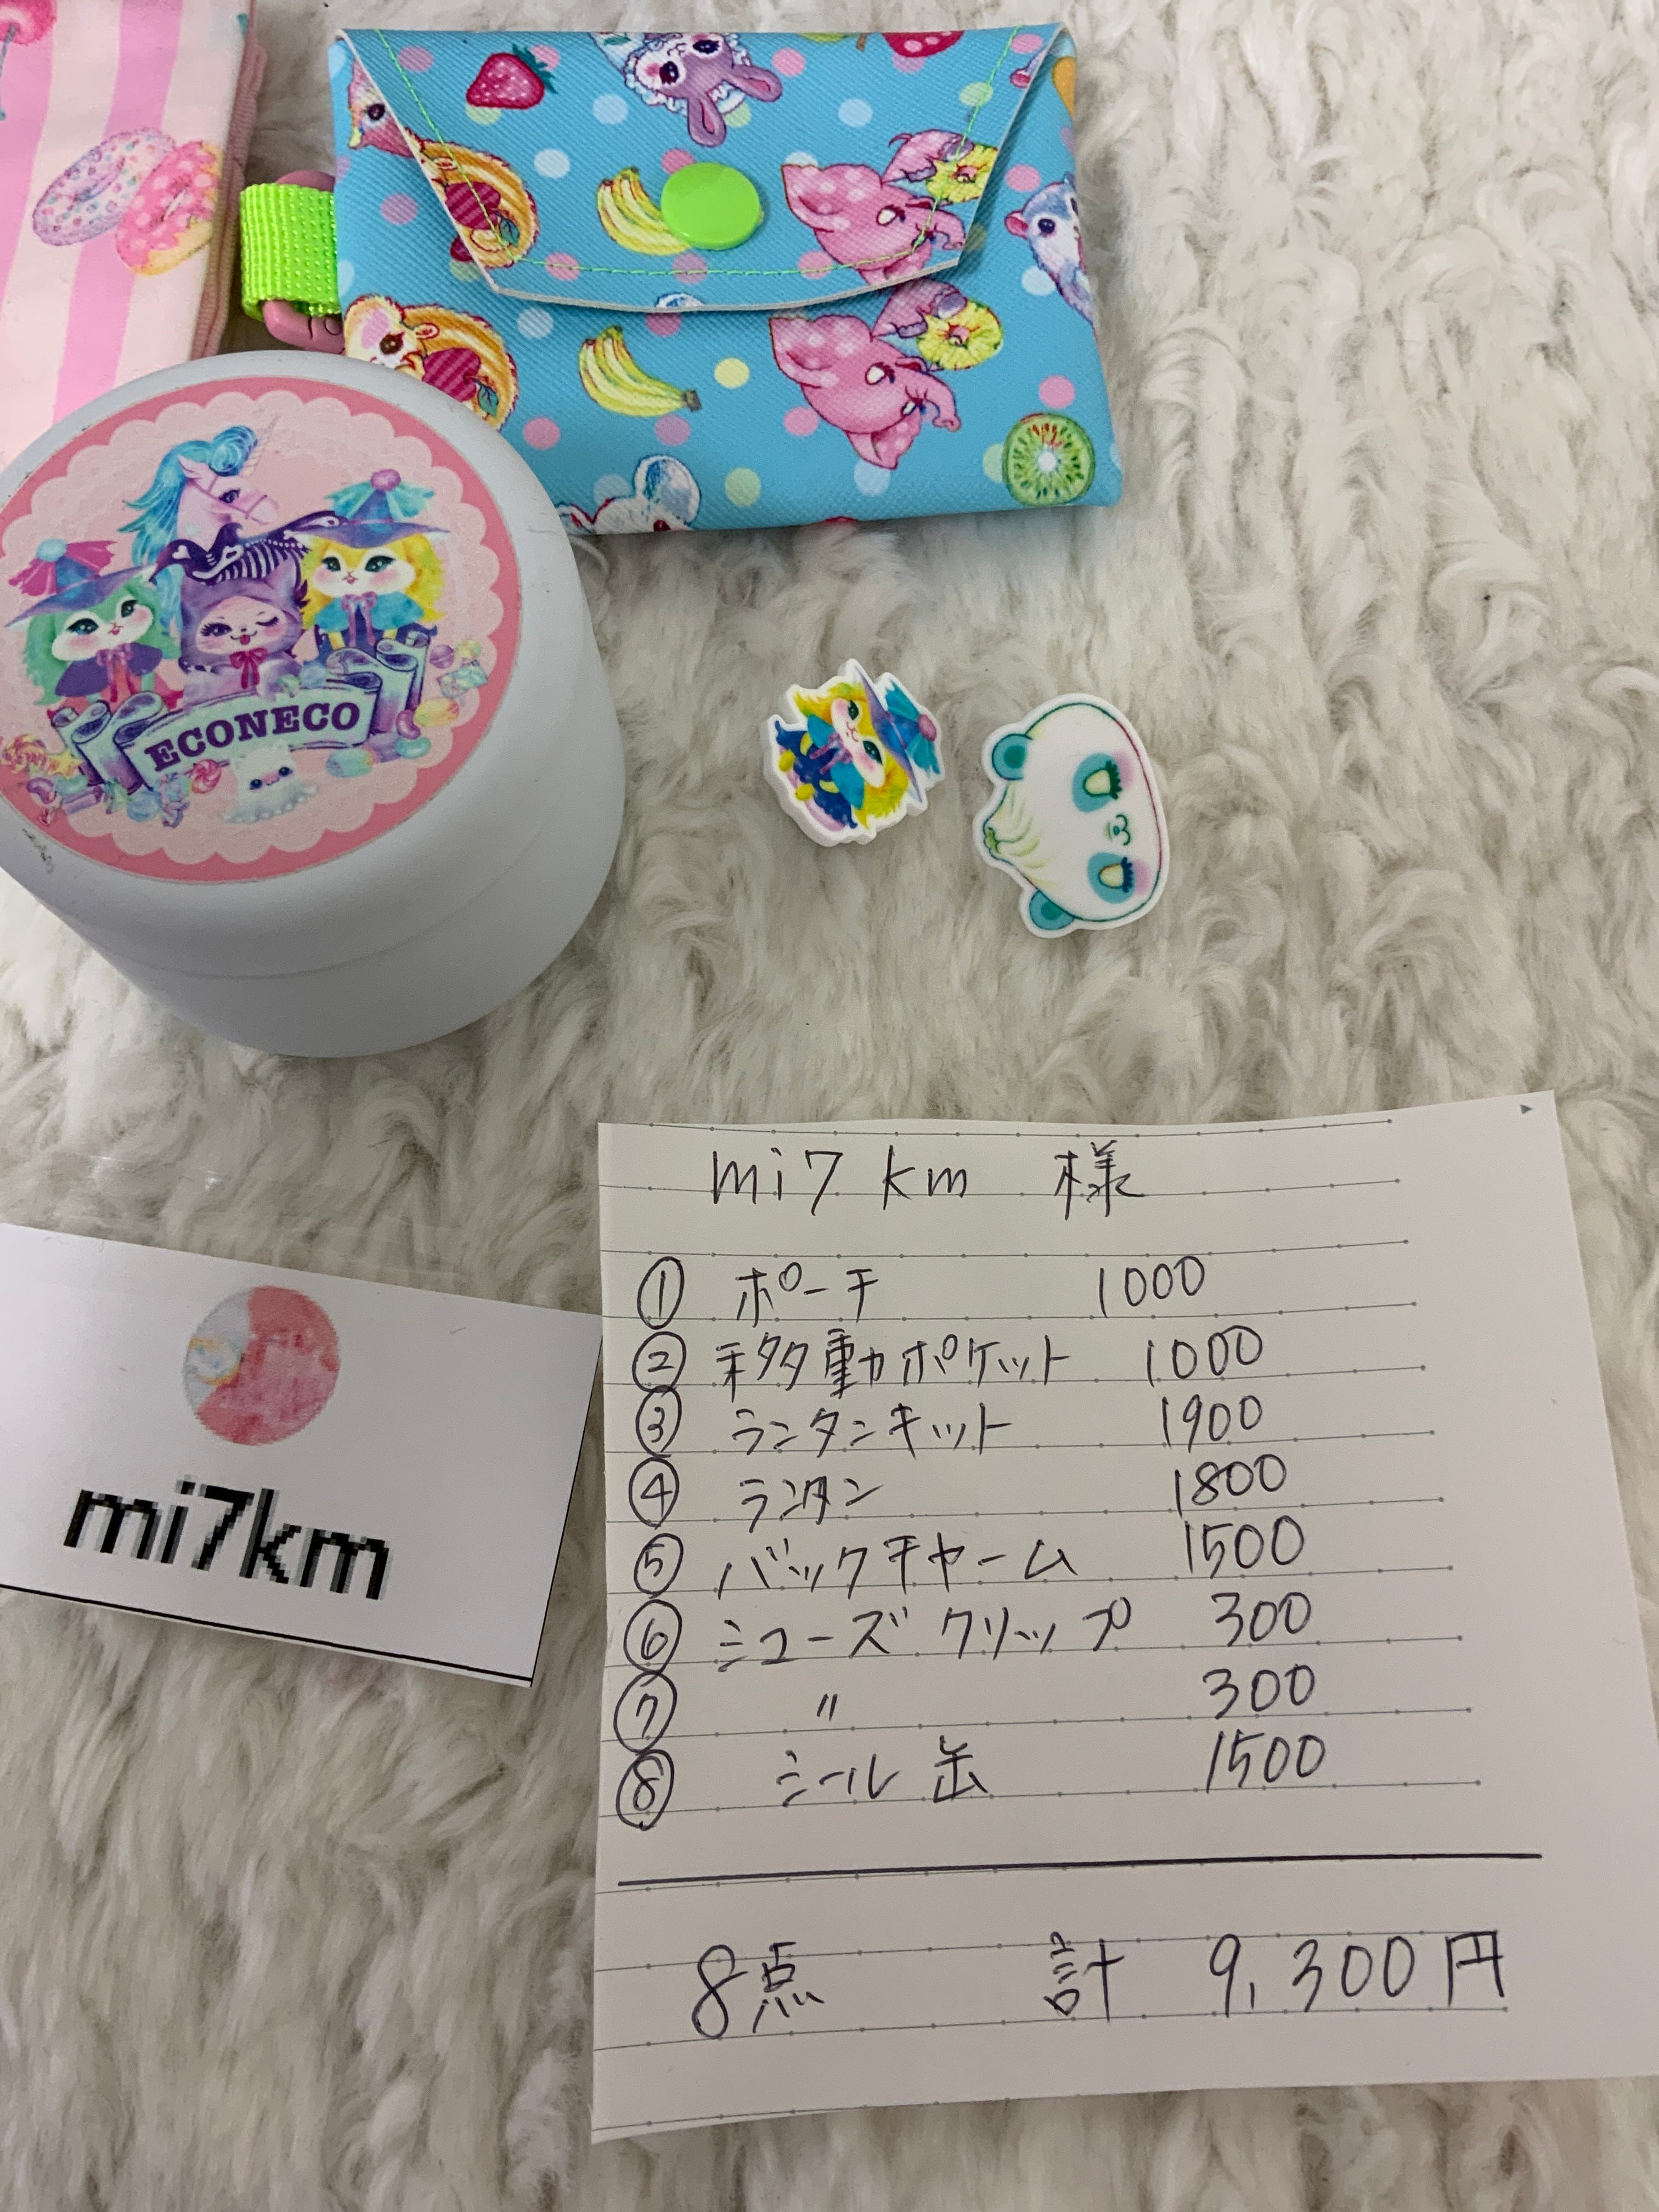 ECONECO
mi7km
mi7km 様
① ポーチ 1000
② 移動ポケット 1000
③ ランタンキット 1900
④ ランタン 1800
⑤ バックチャーム 1500
⑥ シューズクリップ 300
⑦ 〃 300
⑧ シール缶 1500
8点 計 9,300円